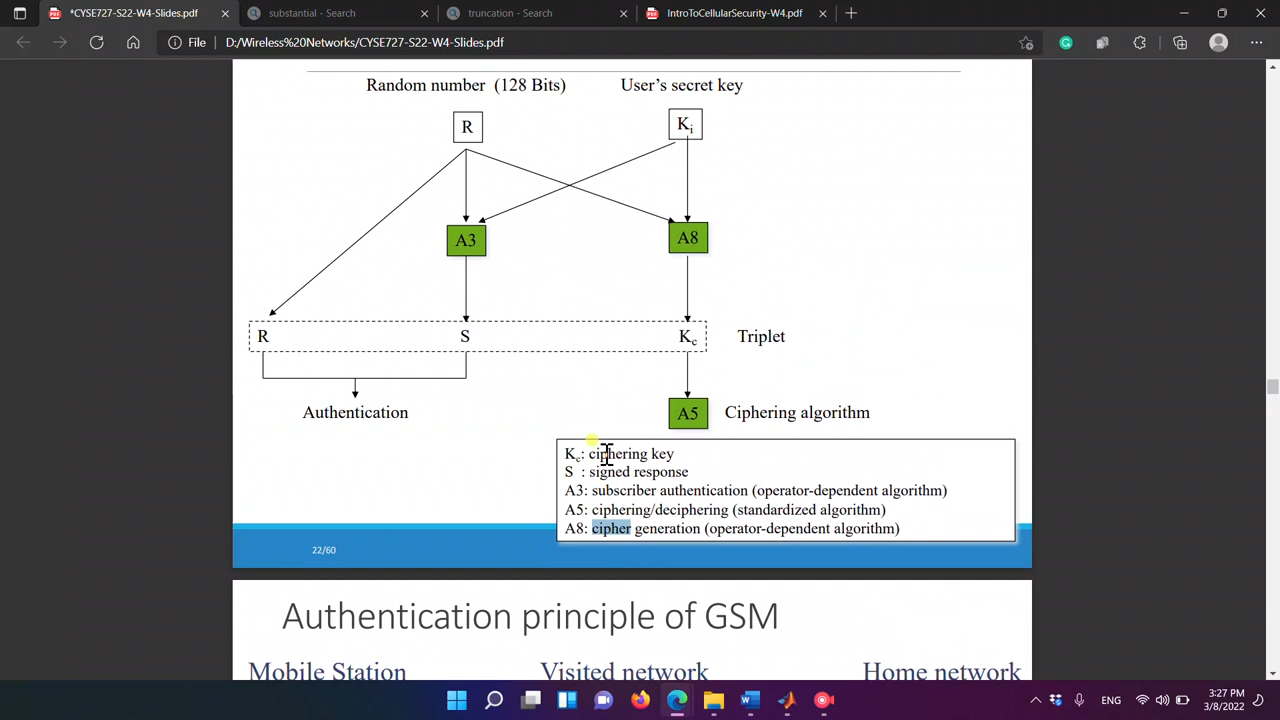 *CYSE727-S22-W4-Slides.pdf
substantial - Search
truncation - Search
IntroToCellularSecurity-W4.pdf
File
D:/Wireless%20Networks/CYSE727-S22-W4-Slides.pdf
Random number (128 Bits)
User's secret key
R
Ki
A3
A8
R
S
Kc
Triplet
Authentication
A5
Ciphering algorithm
Kc: ciphering key
S : signed response
A3: subscriber authentication (operator-dependent algorithm)
A5: ciphering/deciphering (standardized algorithm)
A8: cipher generation (operator-dependent algorithm)
22/60
Authentication principle of GSM
Mobile Station
Visited network
Home network
ENG
3:27 PM
3/8/2022